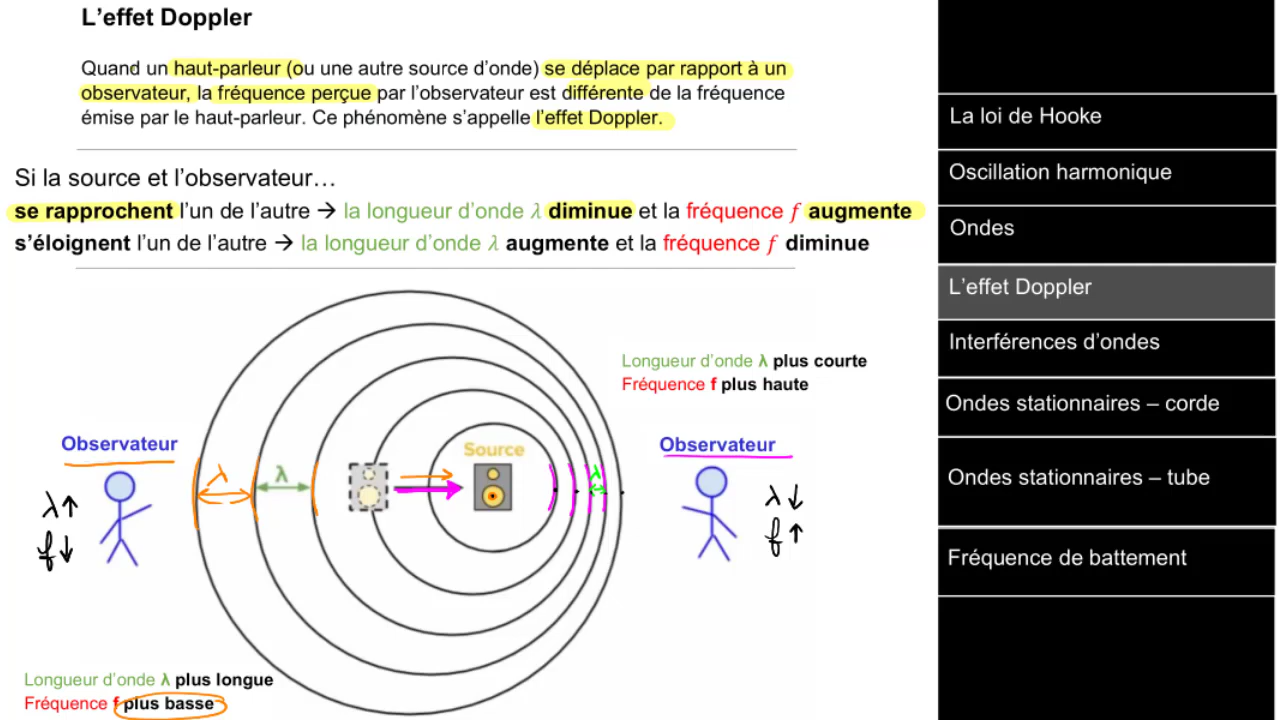 L'effet Doppler
Quand un haut-parleur (ou une autre source d'onde) se déplace par rapport à un
observateur, la fréquence perçue par l'observateur est différente de la fréquence
émise par le haut-parleur. Ce phénomène s'appelle l'effet Doppler.
Si la source et l'observateur…
se rapprochent l'un de l'autre → la longueur d'onde λ diminue et la fréquence f augmente
s'éloignent l'un de l'autre → la longueur d'onde λ augmente et la fréquence f diminue
Longueur d'onde λ plus courte
Fréquence f plus haute
Observateur
Source
Observateur
λ
λ
λ
λ↑
f↓
λ↓
f↑
Longueur d'onde λ plus longue
Fréquence f plus basse
La loi de Hooke
Oscillation harmonique
Ondes
L'effet Doppler
Interférences d'ondes
Ondes stationnaires – corde
Ondes stationnaires – tube
Fréquence de battement